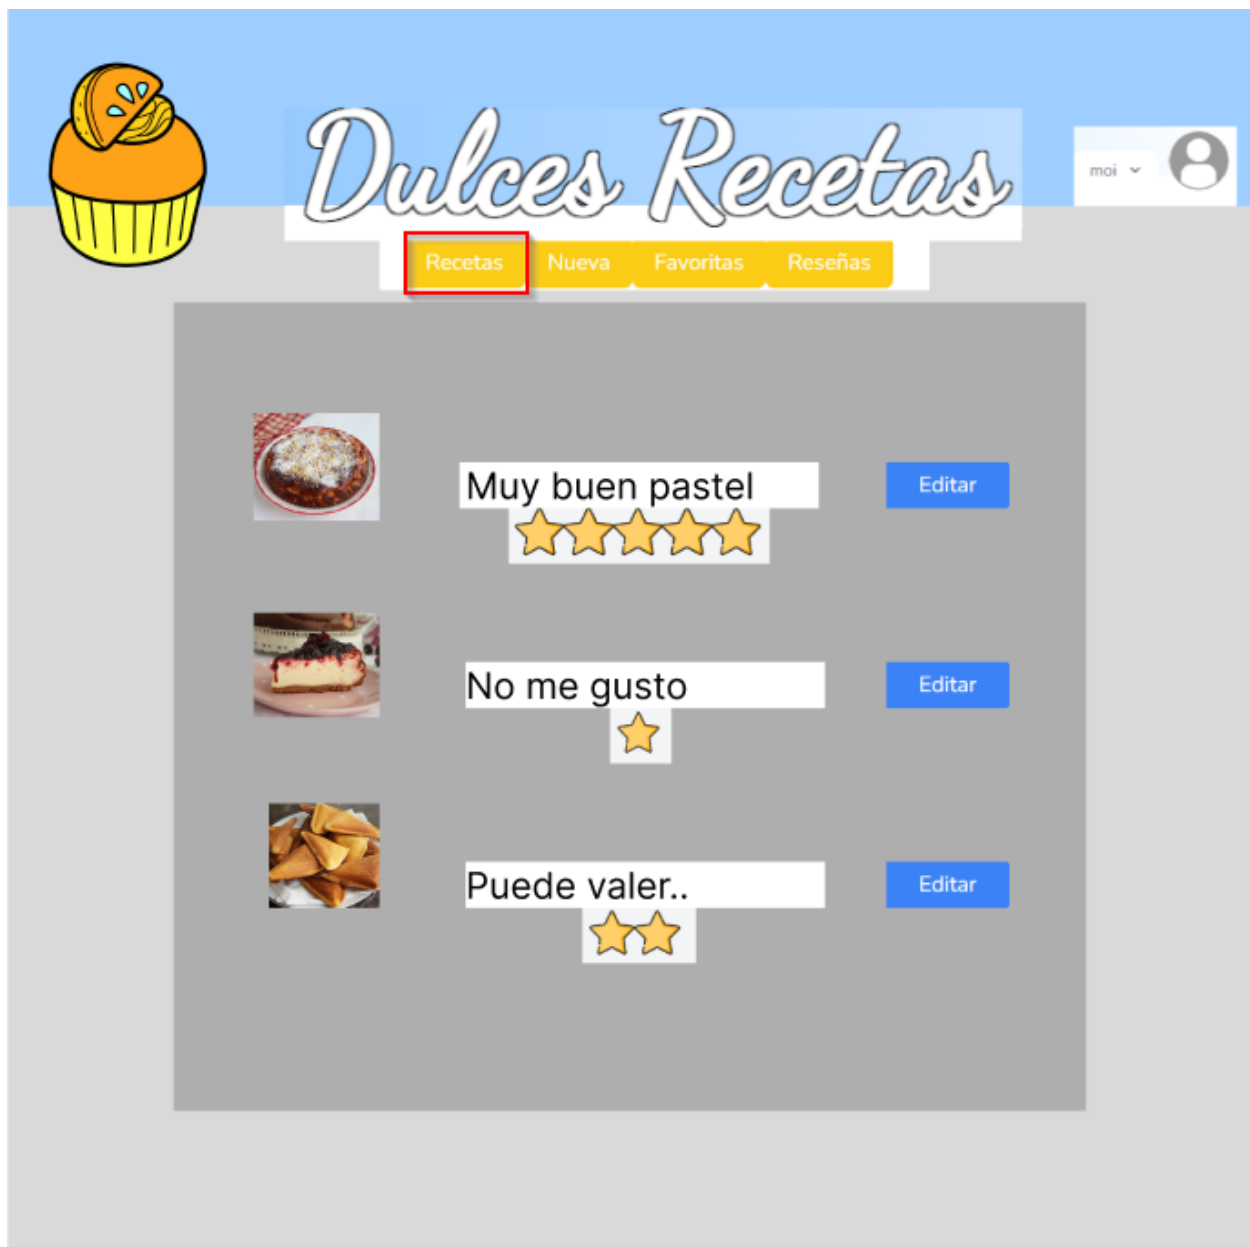 Dulces Recetas
moi
Recetas Nueva Favoritas Reseñas
Muy buen pastel
Editar
No me gusto
Editar
Puede valer..
Editar